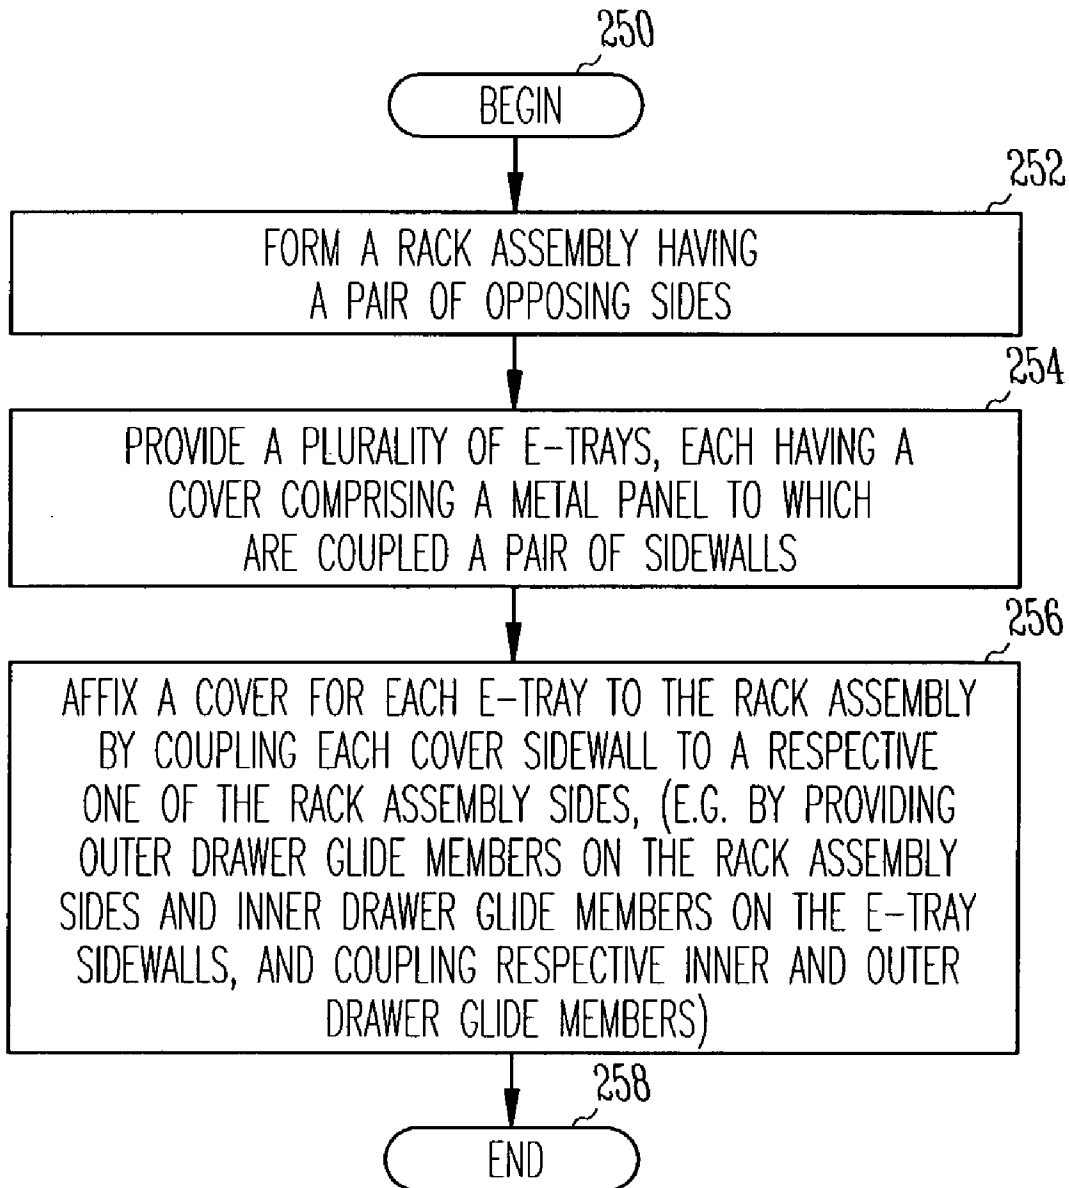 250
BEGIN
252
FORM A RACK ASSEMBLY HAVING
A PAIR OF OPPOSING SIDES
254
PROVIDE A PLURALITY OF E-TRAYS, EACH HAVING A
COVER COMPRISING A METAL PANEL TO WHICH
ARE COUPLED A PAIR OF SIDEWALLS
256
AFFIX A COVER FOR EACH E-TRAY TO THE RACK ASSEMBLY
BY COUPLING EACH COVER SIDEWALL TO A RESPECTIVE
ONE OF THE RACK ASSEMBLY SIDES, (E.G. BY PROVIDING
OUTER DRAWER GLIDE MEMBERS ON THE RACK ASSEMBLY
SIDES AND INNER DRAWER GLIDE MEMBERS ON THE E-TRAY
SIDEWALLS, AND COUPLING RESPECTIVE INNER AND OUTER
DRAWER GLIDE MEMBERS)
258
END